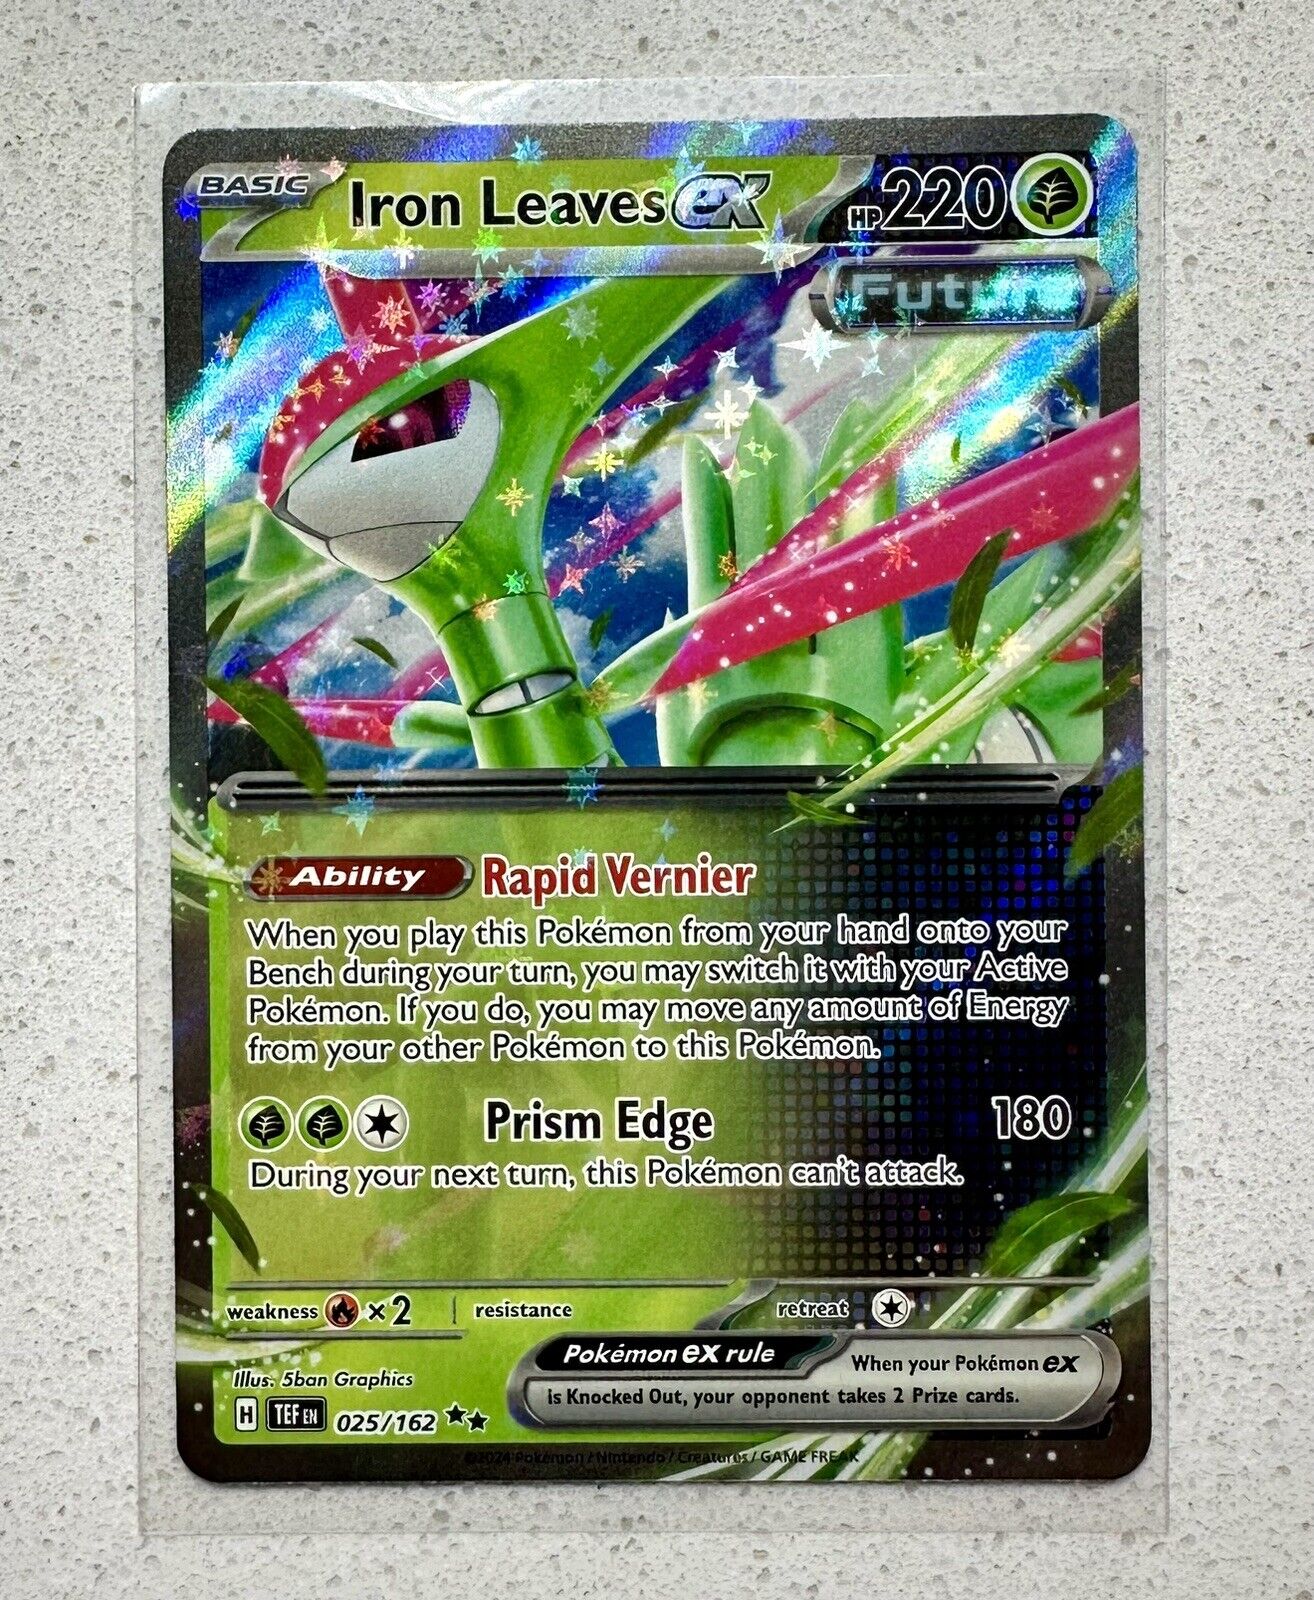 BASIC Iron Leaves ex HP 220
Future
Ability Rapid Vernier
When you play this Pokémon from your hand onto your
Bench during your turn, you may switch it with your Active
Pokémon. If you do, you may move any amount of Energy
from your other Pokémon to this Pokémon.
Prism Edge 180
During your next turn, this Pokémon can't attack.
weakness ×2 resistance retreat
Pokémon ex rule When your Pokémon ex
is Knocked Out, your opponent takes 2 Prize cards.
Illus. 5ban Graphics
H TEF EN 025/162 ★★
©2024 Pokémon / Nintendo / Creatures / GAME FREAK